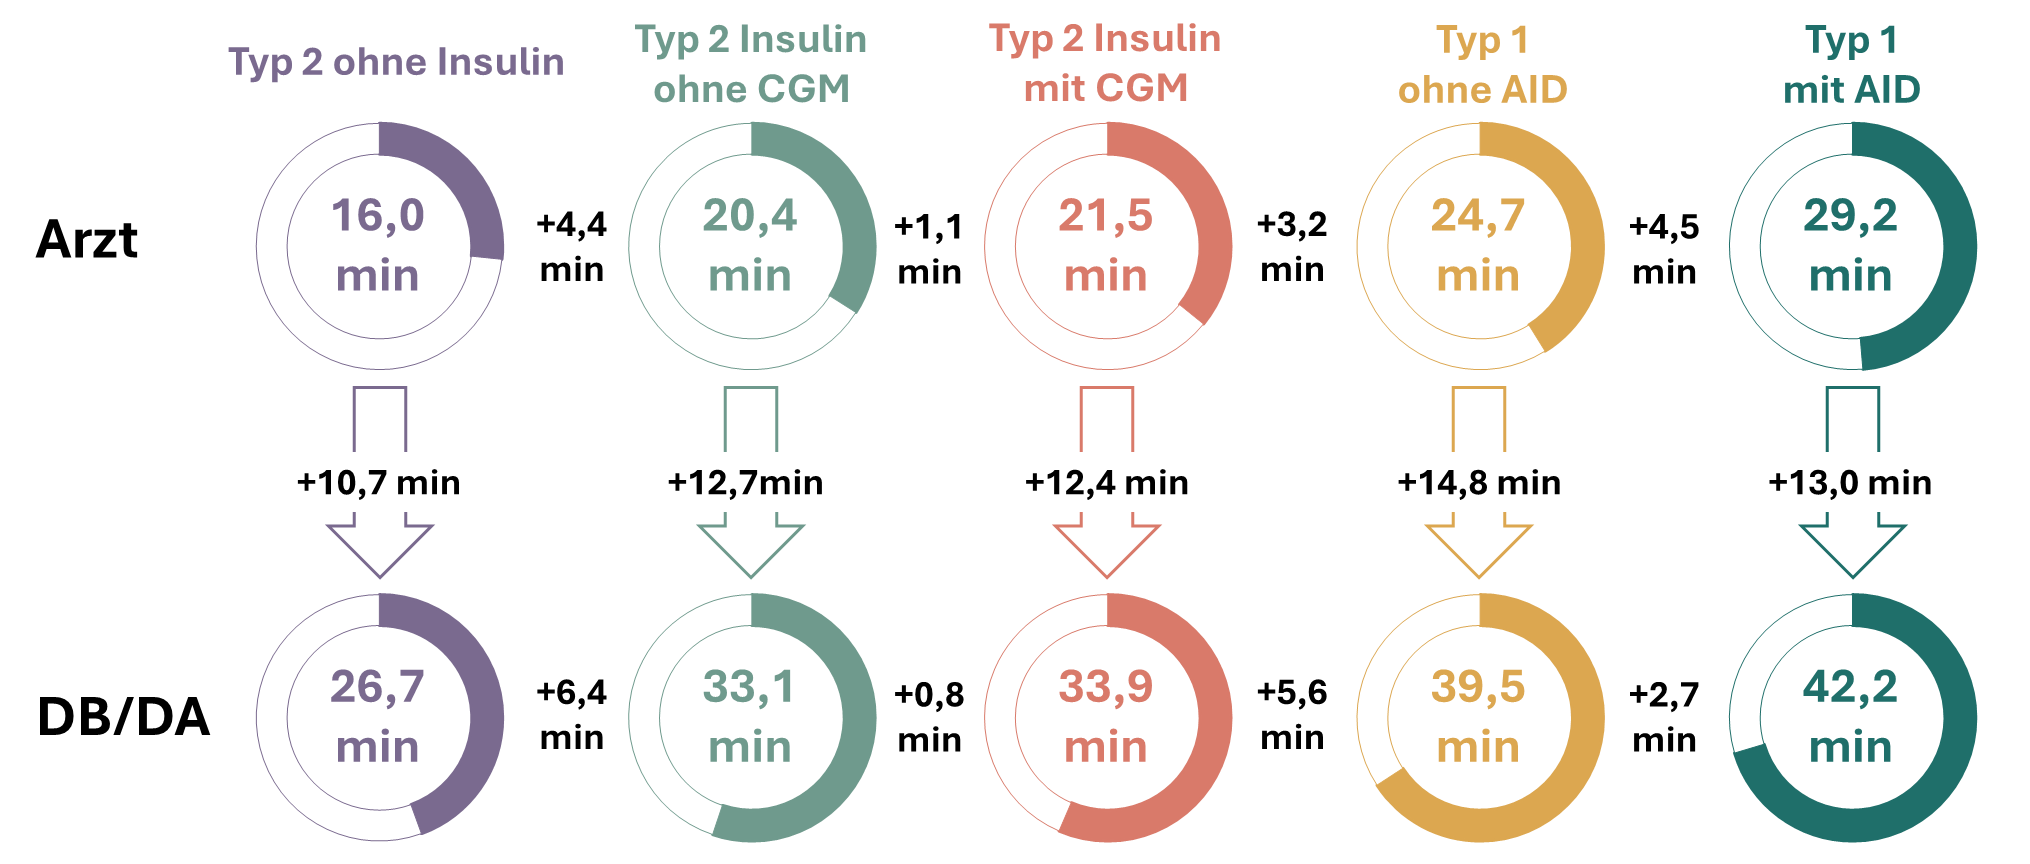 Typ 2 ohne Insulin
Typ 2 Insulin
ohne CGM
Typ 2 Insulin
mit CGM
Typ 1
ohne AID
Typ 1
mit AID
Arzt
16,0
min
+4,4
min
20,4
min
+1,1
min
21,5
min
+3,2
min
24,7
min
+4,5
min
29,2
min
+10,7 min
+12,7min
+12,4 min
+14,8 min
+13,0 min
DB/DA
26,7
min
+6,4
min
33,1
min
+0,8
min
33,9
min
+5,6
min
39,5
min
+2,7
min
42,2
min